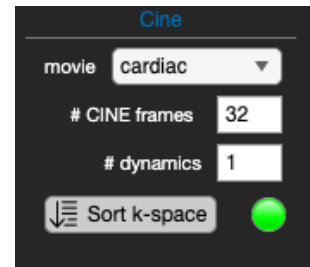 Cine
movie cardiac
# CINE frames 32
# dynamics 1
Sort k-space